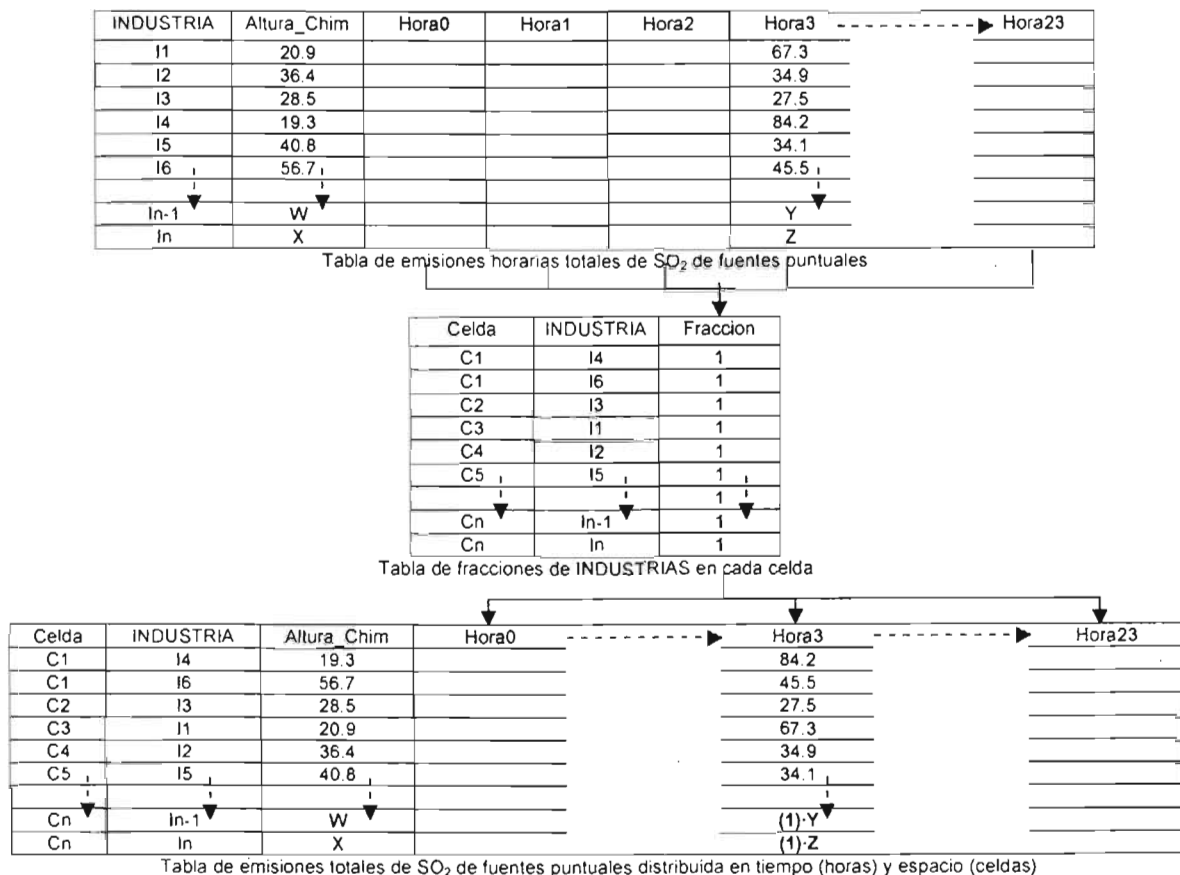 INDUSTRIA Altura_Chim Hora0 Hora1 Hora2 Hora3 Hora23
I1 20.9 67.3
I2 36.4 34.9
I3 28.5 27.5
I4 19.3 84.2
I5 40.8 34.1
I6 56.7 45.5
In-1 W Y
In X Z
Tabla de emisiones horarias totales de SO₂ de fuentes puntuales
Celda INDUSTRIA Fraccion
C1 I4 1
C1 I6 1
C2 I3 1
C3 I1 1
C4 I2 1
C5 I5 1
1
Cn In-1 1
Cn In 1
Tabla de fracciones de INDUSTRIAS en cada celda
Celda INDUSTRIA Altura_Chim Hora0 Hora3 Hora23
C1 I4 19.3 84.2
C1 I6 56.7 45.5
C2 I3 28.5 27.5
C3 I1 20.9 67.3
C4 I2 36.4 34.9
C5 I5 40.8 34.1
Cn In-1 W (1)·Y
Cn In X (1)·Z
Tabla de emisiones totales de SO₂ de fuentes puntuales distribuida en tiempo (horas) y espacio (celdas)